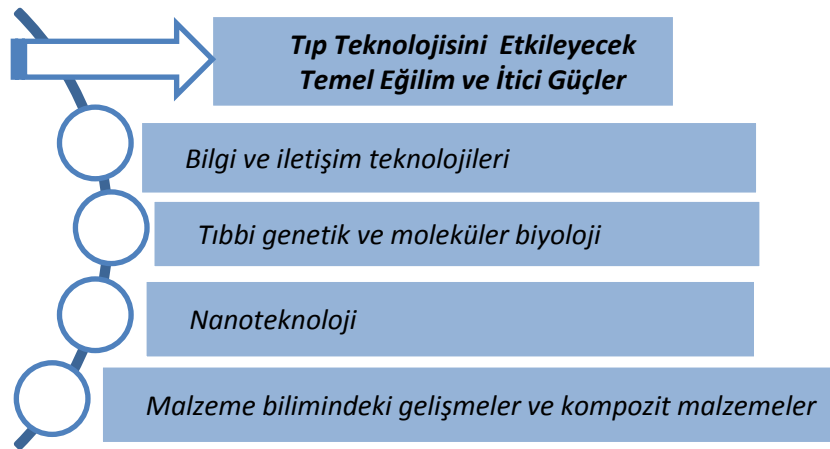 Tıp Teknolojisini Etkileyecek
Temel Eğilim ve İtici Güçler
Bilgi ve iletişim teknolojileri
Tıbbi genetik ve moleküler biyoloji
Nanoteknoloji
Malzeme bilimindeki gelişmeler ve kompozit malzemeler